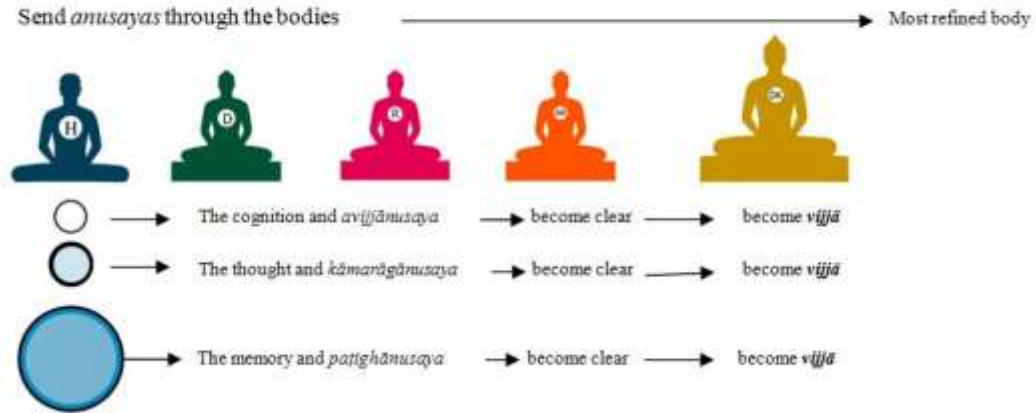 Send anusayas through the bodies Most refined body
H D R
The cognition and avijjānusaya become clear become vijjā
The thought and kāmarāgānusaya become clear become vijjā
The memory and paṭighānusaya become clear become vijjā